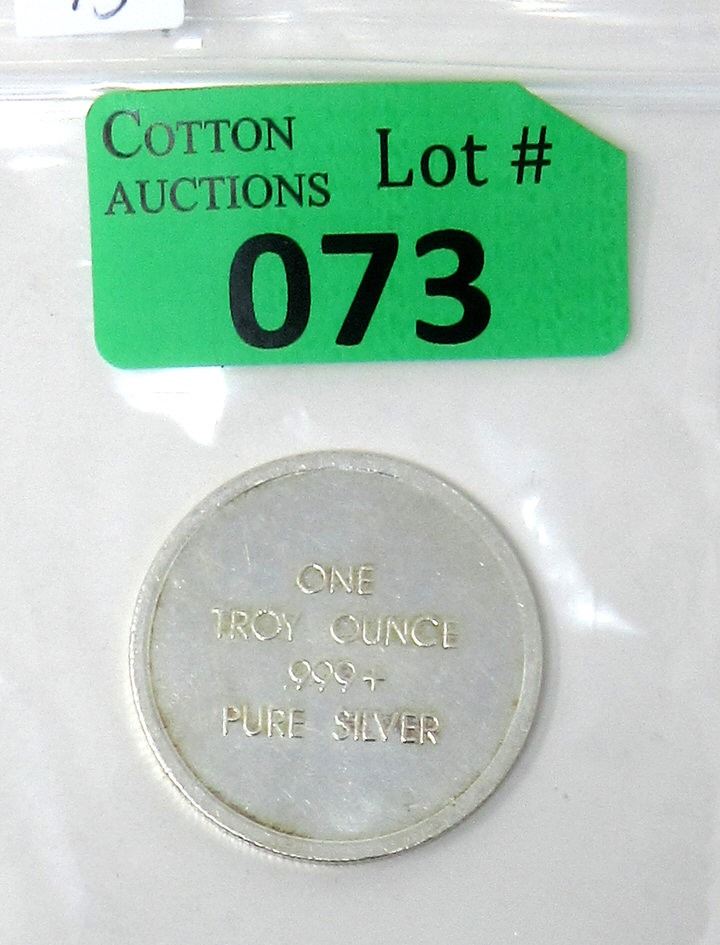 COTTON
AUCTIONS
Lot #
073
ONE
TROY OUNCE
.999+
PURE SILVER